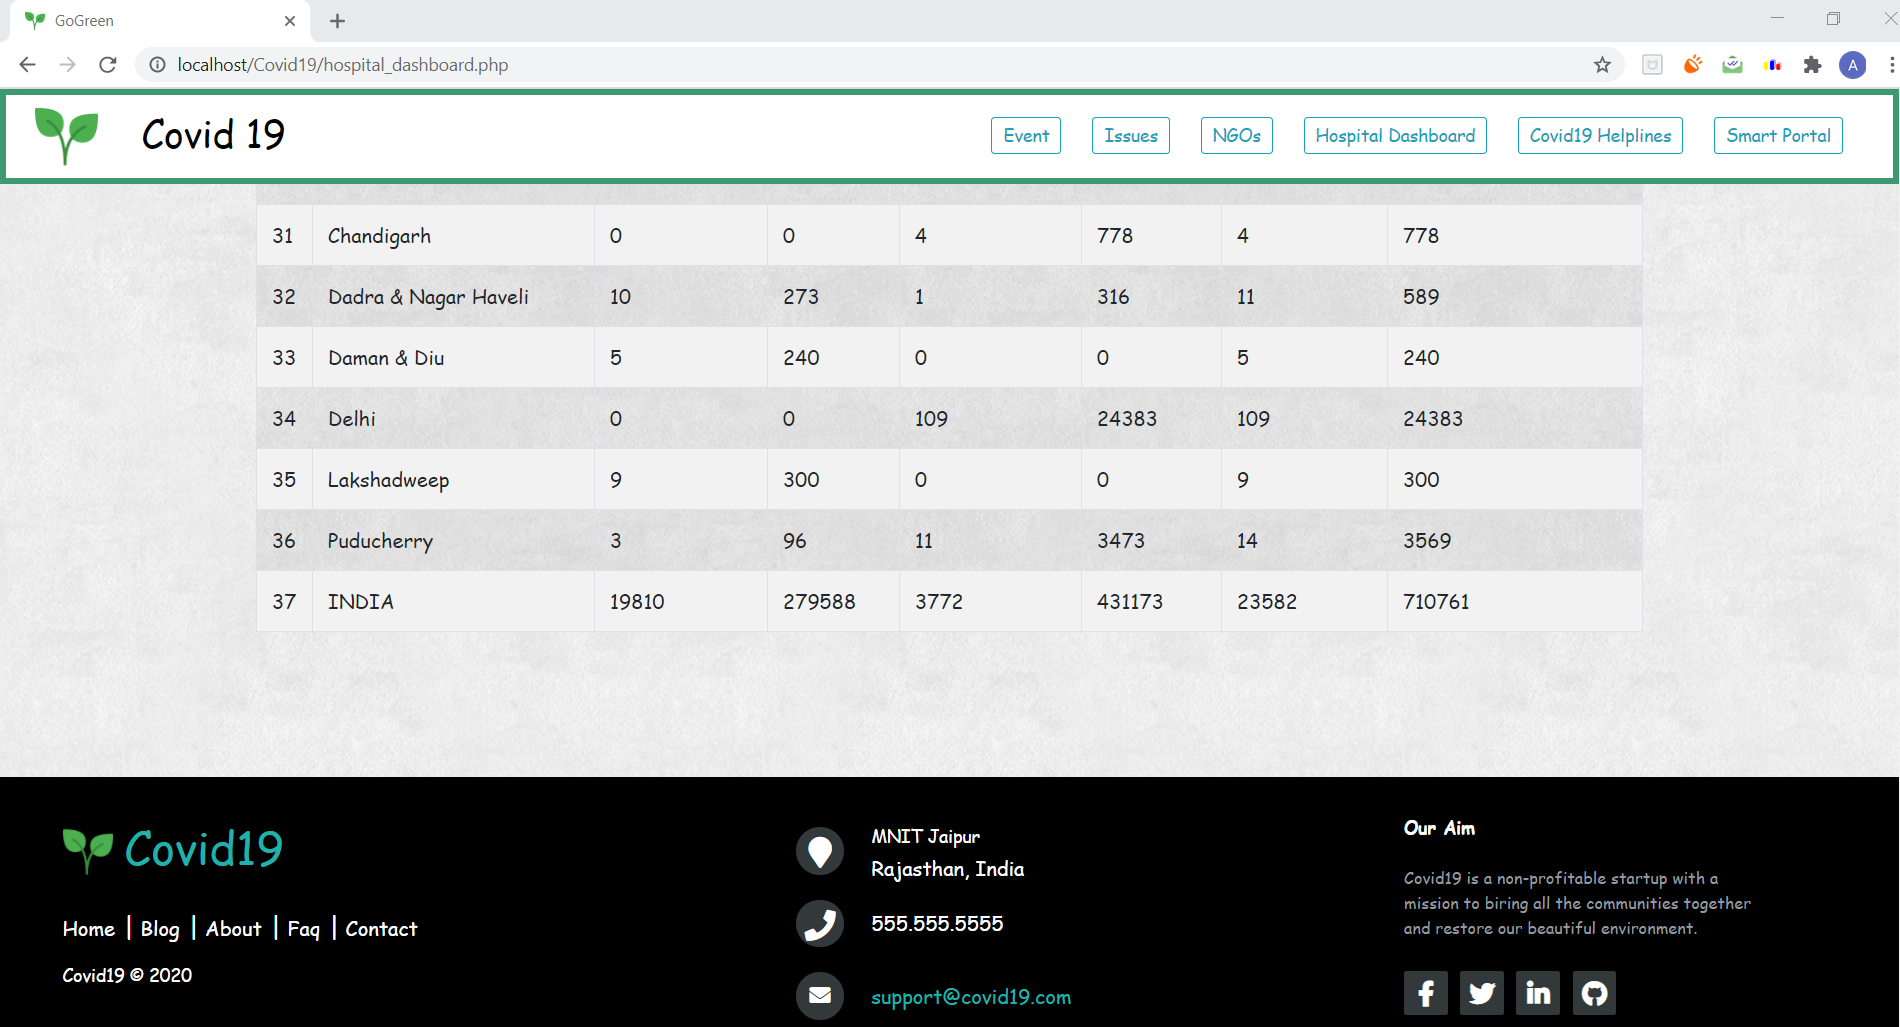 GoGreen
localhost/Covid19/hospital_dashboard.php
A
Covid 19
Event Issues NGOs Hospital Dashboard Covid19 Helplines Smart Portal
31 Chandigarh 0 0 4 778 4 778
32 Dadra & Nagar Haveli 10 273 1 316 11 589
33 Daman & Diu 5 240 0 0 5 240
34 Delhi 0 0 109 24383 109 24383
35 Lakshadweep 9 300 0 0 9 300
36 Puducherry 3 96 11 3473 14 3569
37 INDIA 19810 279588 3772 431173 23582 710761
Covid19
Home | Blog | About | Faq | Contact
Covid19 © 2020
MNIT Jaipur
Rajasthan, India
555.555.5555
support@covid19.com
Our Aim
Covid19 is a non-profitable startup with a
mission to biring all the communities together
and restore our beautiful environment.